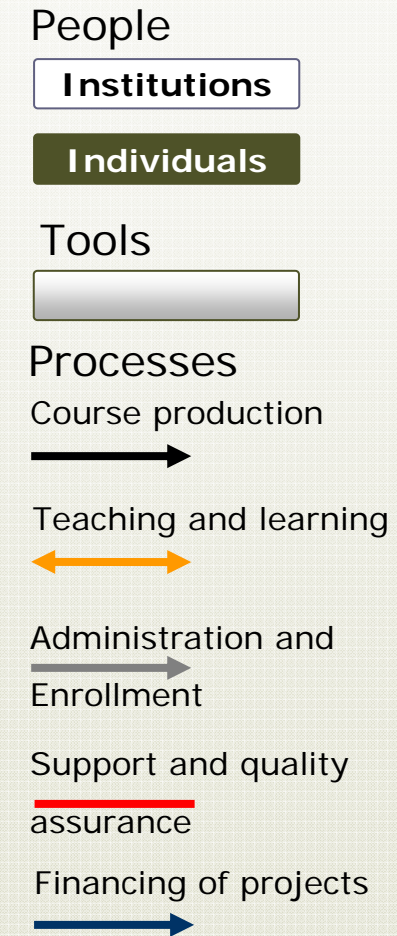 People
Institutions
Individuals
Tools
Processes
Course production
Teaching and learning
Administration and
Enrollment
Support and quality
assurance
Financing of projects